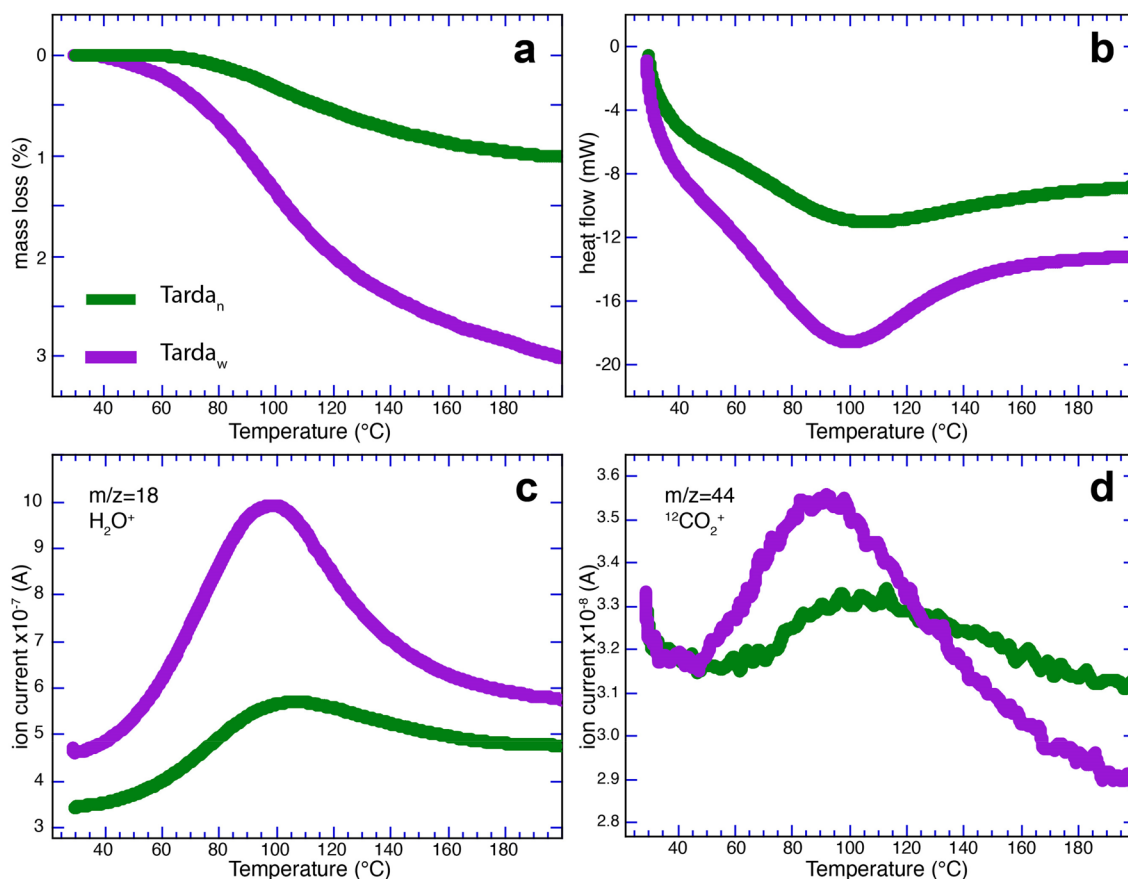 a
0
1
2
3
mass loss (%)
Tarda_n
Tarda_w
40 60 80 100 120 140 160 180
Temperature (°C)
b
0
-4
-8
-12
-16
-20
heat flow (mW)
40 60 80 100 120 140 160 180
Temperature (°C)
c
m/z=18
H₂O⁺
10
9
8
7
6
5
4
3
ion current x10⁻⁷ (A)
40 60 80 100 120 140 160 180
Temperature (°C)
d
m/z=44
¹²CO₂⁺
3.6
3.5
3.4
3.3
3.2
3.1
3.0
2.9
2.8
ion current x10⁻⁸ (A)
40 60 80 100 120 140 160 180
Temperature (°C)